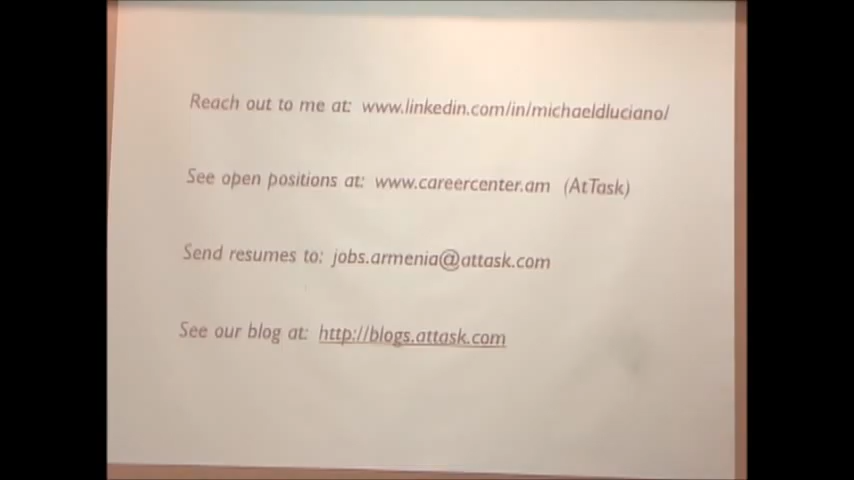 Reach out to me at: www.linkedin.com/in/michaeldluciano/
See open positions at: www.careercenter.am (AtTask)
Send resumes to: jobs.armenia@attask.com
See our blog at: http://blogs.attask.com